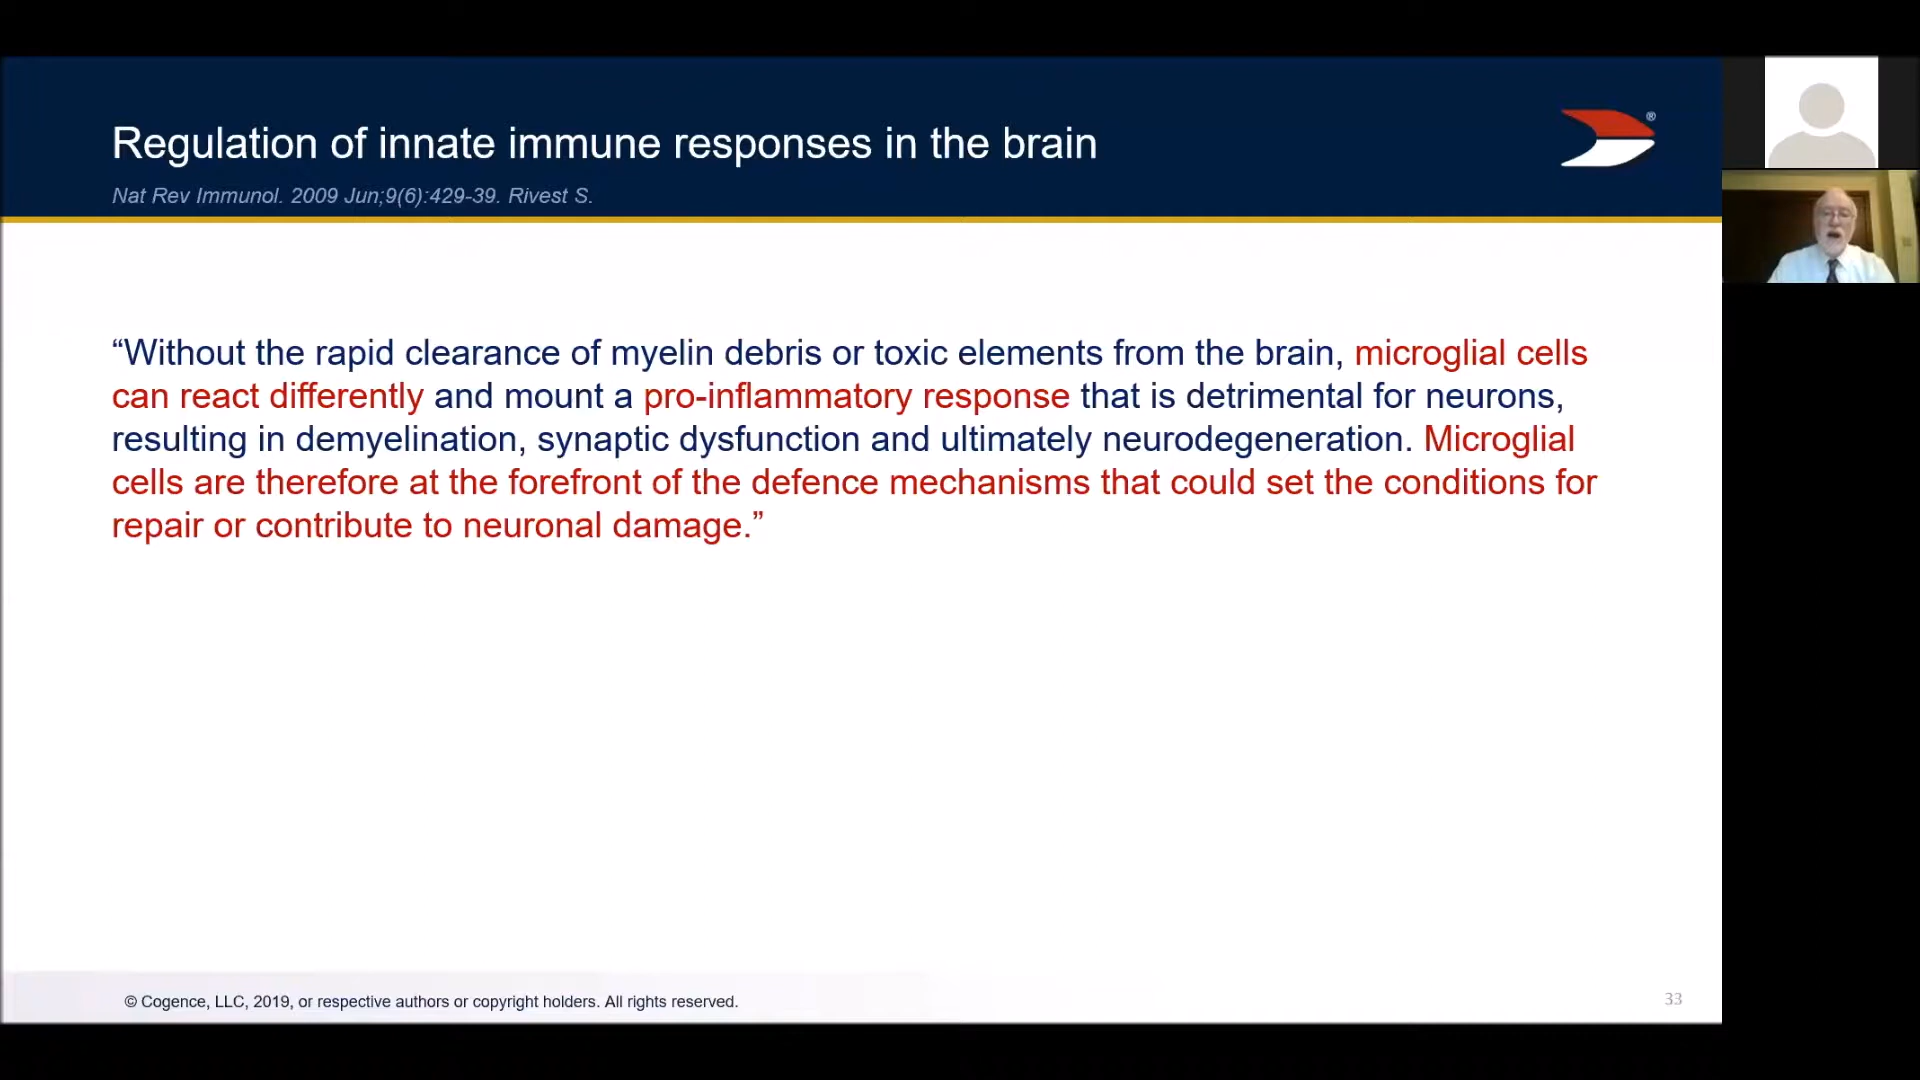 Regulation of innate immune responses in the brain
®
Nat Rev Immunol. 2009 Jun;9(6):429-39. Rivest S.
“Without the rapid clearance of myelin debris or toxic elements from the brain, microglial cells
can react differently and mount a pro-inflammatory response that is detrimental for neurons,
resulting in demyelination, synaptic dysfunction and ultimately neurodegeneration. Microglial
cells are therefore at the forefront of the defence mechanisms that could set the conditions for
repair or contribute to neuronal damage.”
© Cogence, LLC, 2019, or respective authors or copyright holders. All rights reserved.
33